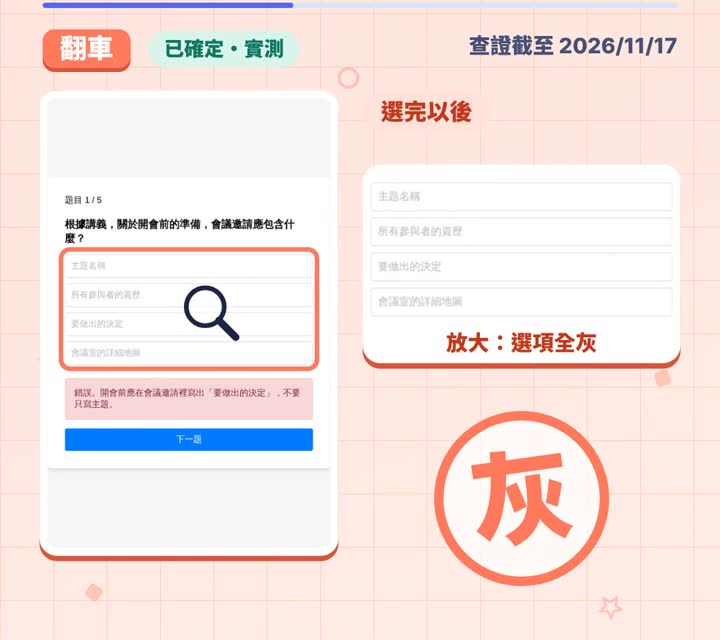 翻車
已確定・實測
查證截至 2026/11/17
題目 1 / 5
根據講義，關於開會前的準備，會議邀請應包含什
麼？
主題名稱
所有參與者的資歷
要做出的決定
會議室的詳細地圖
錯誤。開會前應在會議邀請裡寫出「要做出的決定」，不要
只寫主題。
下一題
選完以後
主題名稱
所有參與者的資歷
要做出的決定
會議室的詳細地圖
放大：選項全灰
灰